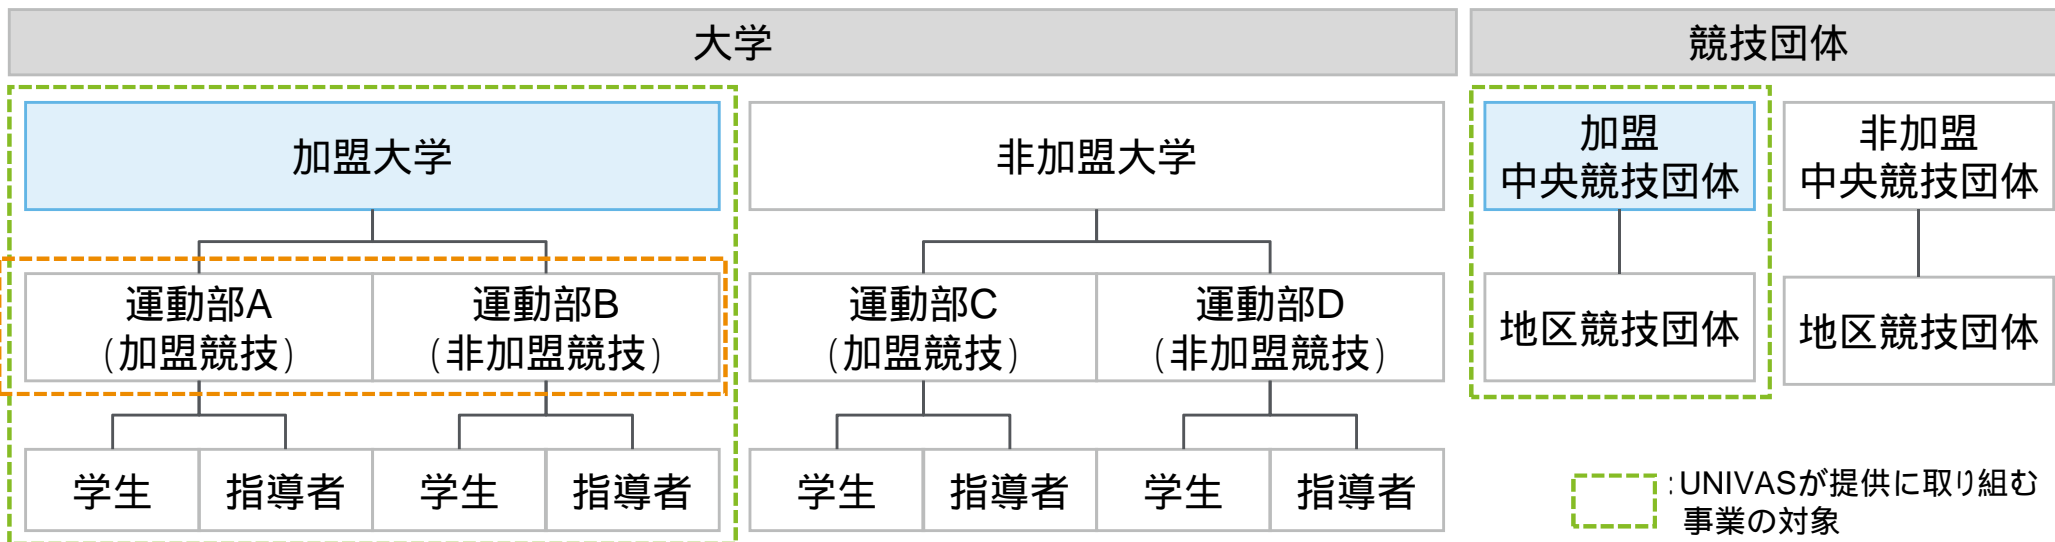 大学
競技団体
加盟大学
非加盟大学
加盟
中央競技団体
非加盟
中央競技団体
運動部A
(加盟競技)
運動部B
(非加盟競技)
運動部C
(加盟競技)
運動部D
(非加盟競技)
地区競技団体
地区競技団体
学生
指導者
学生
指導者
学生
指導者
学生
指導者
:UNIVASが提供に取り組む
事業の対象